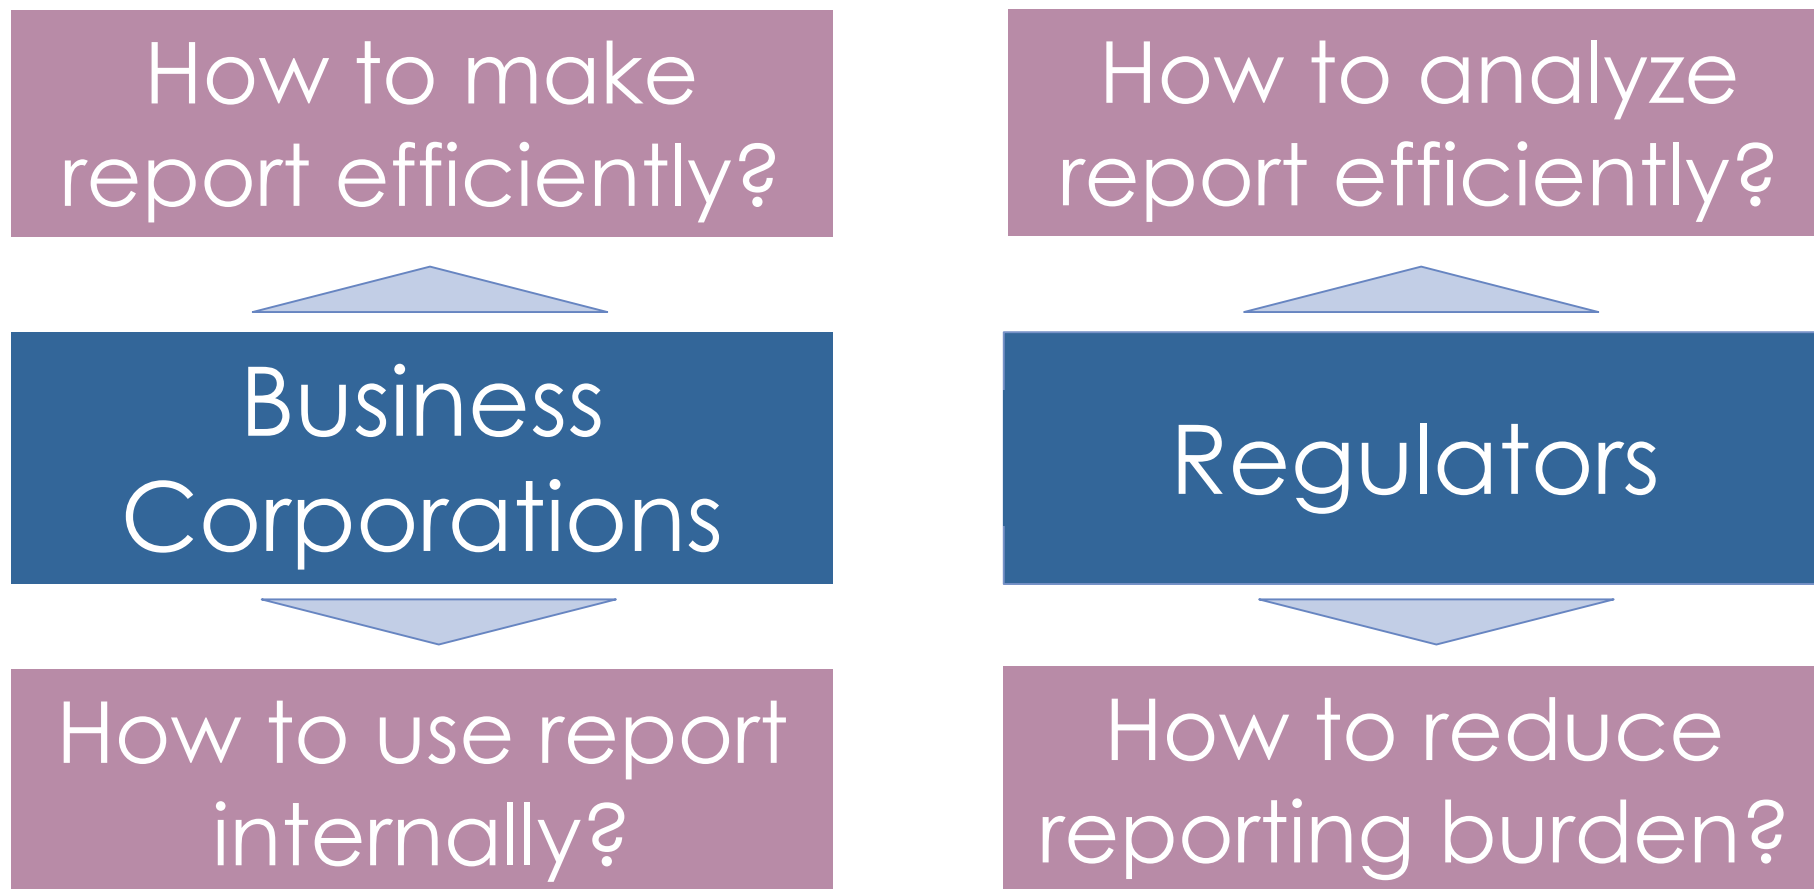 How to make
report efficiently?
Business
Corporations
How to use report
internally?
How to analyze
report efficiently?
Regulators
How to reduce
reporting burden?